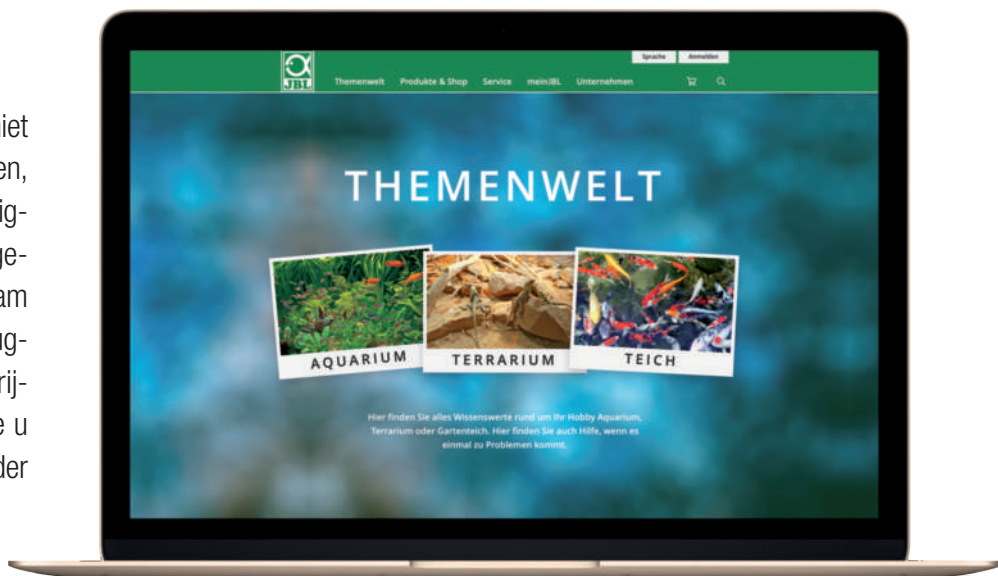 niet
en,
ig-
ge-
am
ug-
rij-
e u
der
Sprache Anmelden
JBL
Themenwelt Produkte & Shop Service meinJBL Unternehmen
THEMENWELT
AQUARIUM TERRARIUM TEICH
Hier finden Sie alles Wissenswerte rund um Ihr Hobby Aquarium,
Terrarium oder Gartenteich. Hier finden Sie auch Hilfe, wenn es
einmal zu Problemen kommt.